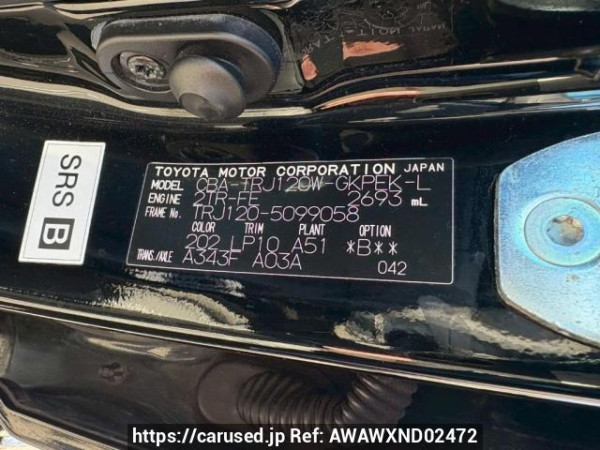 SRS B
TOYOTA MOTOR CORPORATION JAPAN
MODEL CBA-TRJ120W-GKPEK-L
ENGINE 2TR-FE 2693 mL
FRAME No. TRJ120-5099058
COLOR TRIM PLANT OPTION
202 LP10 A51 *B**
TRANS./AXLE A343F A03A
042
https://carused.jp Ref: AWAWXND02472